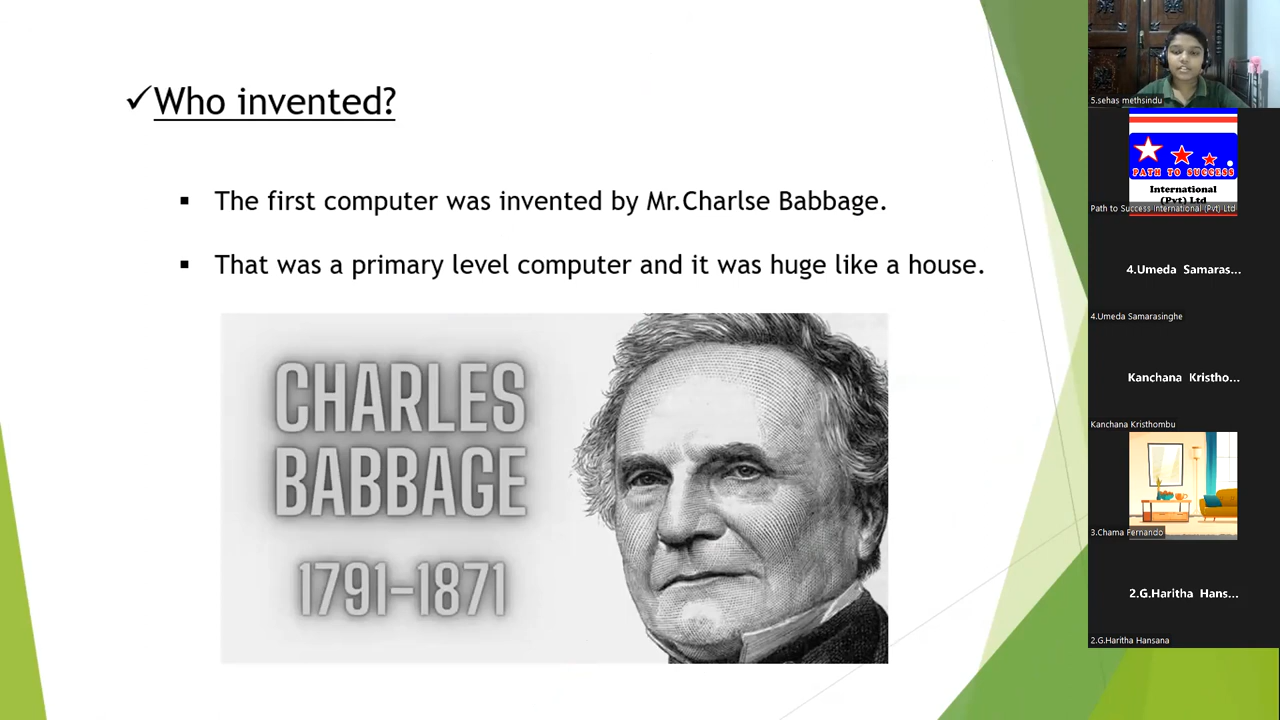 Who invented?
The first computer was invented by Mr.Charlse Babbage.
That was a primary level computer and it was huge like a house.
CHARLES
BABBAGE
1791-1871
5.sehas methsindu
PATH TO SUCCESS
International
(Pvt) Ltd
Path to Success International (Pvt) Ltd
4.Umeda Samaras...
4.Umeda Samarasinghe
Kanchana Kristho...
Kanchana Kristhombu
3.Chama Fernando
2.G.Haritha Hans...
2.G.Haritha Hansana